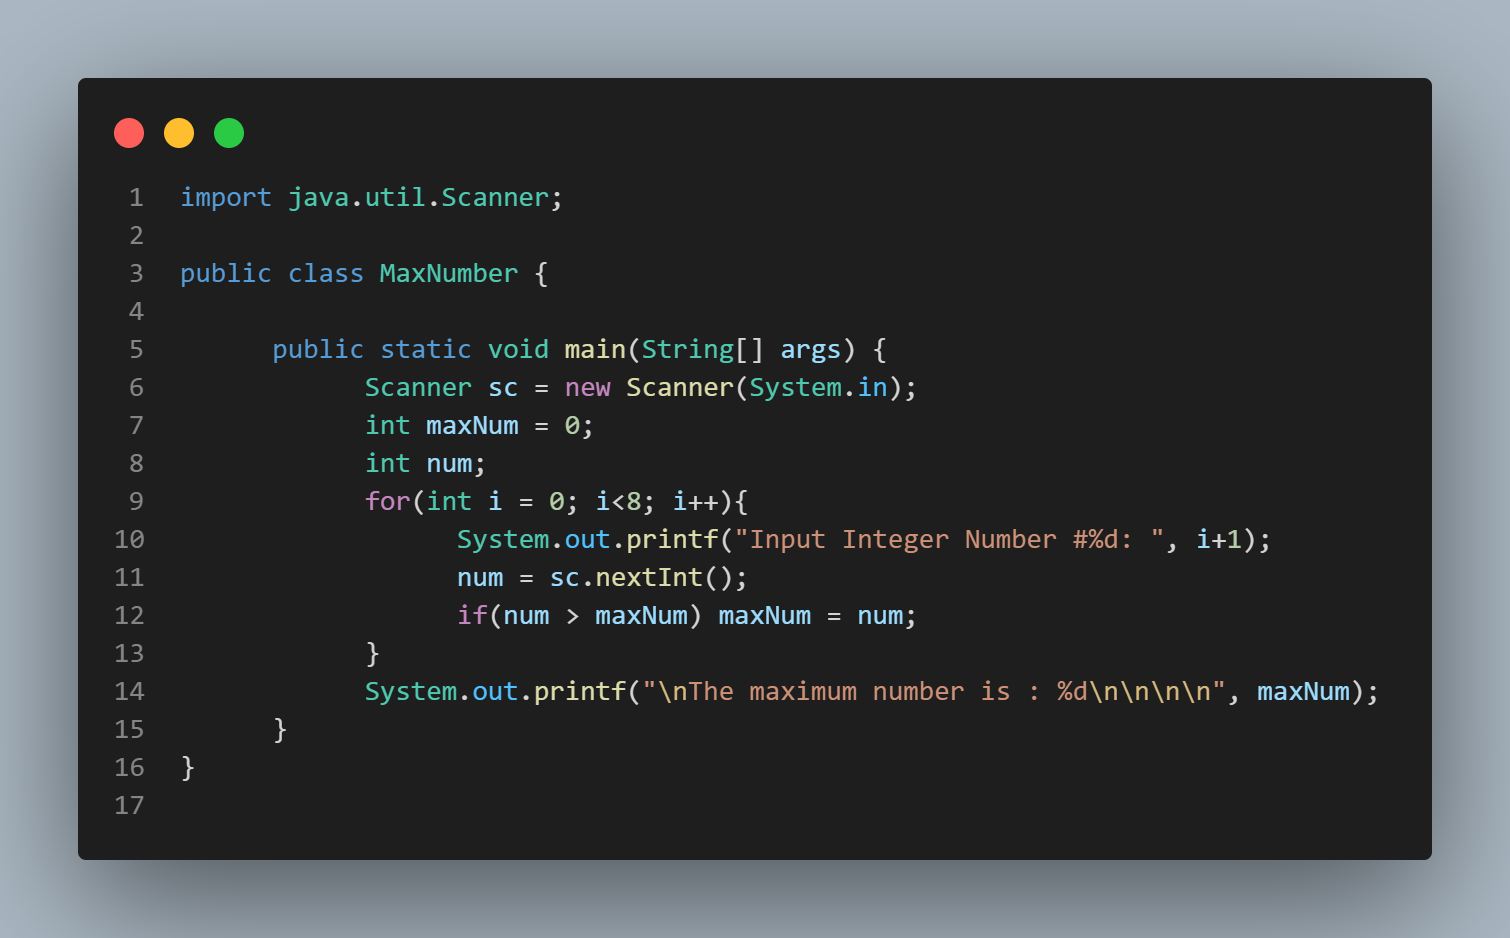 1 import java.util.Scanner;
2
3 public class MaxNumber {
4
5 public static void main(String[] args) {
6 Scanner sc = new Scanner(System.in);
7 int maxNum = 0;
8 int num;
9 for(int i = 0; i<8; i++){
10 System.out.printf("Input Integer Number #%d: ", i+1);
11 num = sc.nextInt();
12 if(num > maxNum) maxNum = num;
13 }
14 System.out.printf("\nThe maximum number is : %d\n\n\n\n", maxNum);
15 }
16 }
17